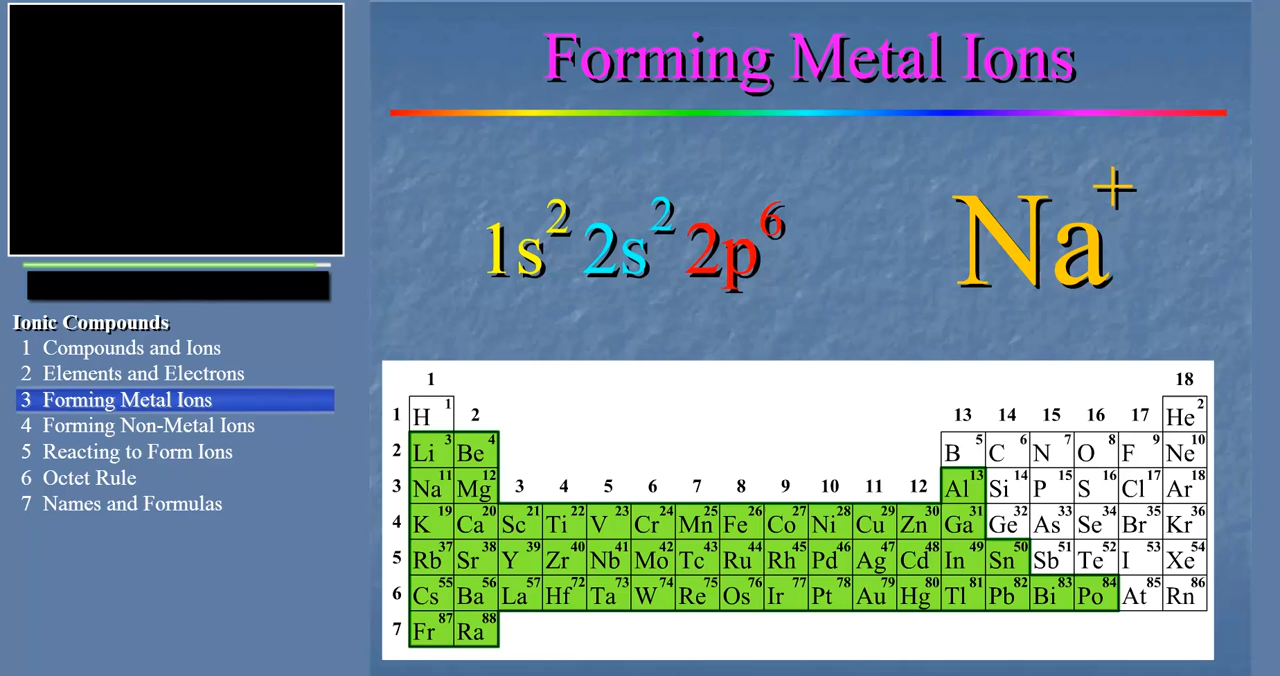 Forming Metal Ions
1s² 2s² 2p⁶ Na⁺
Ionic Compounds
1 Compounds and Ions
2 Elements and Electrons
3 Forming Metal Ions
4 Forming Non-Metal Ions
5 Reacting to Form Ions
6 Octet Rule
7 Names and Formulas
1 18
1 H 1 2 13 14 15 16 17 He 2
2 Li 3 Be 4 B 5 C 6 N 7 O 8 F 9 Ne 10
3 Na 11 Mg 12 3 4 5 6 7 8 9 10 11 12 Al 13 Si 14 P 15 S 16 Cl 17 Ar 18
4 K 19 Ca 20 Sc 21 Ti 22 V 23 Cr 24 Mn 25 Fe 26 Co 27 Ni 28 Cu 29 Zn 30 Ga 31 Ge 32 As 33 Se 34 Br 35 Kr 36
5 Rb 37 Sr 38 Y 39 Zr 40 Nb 41 Mo 42 Tc 43 Ru 44 Rh 45 Pd 46 Ag 47 Cd 48 In 49 Sn 50 Sb 51 Te 52 I 53 Xe 54
6 Cs 55 Ba 56 La 57 Hf 72 Ta 73 W 74 Re 75 Os 76 Ir 77 Pt 78 Au 79 Hg 80 Tl 81 Pb 82 Bi 83 Po 84 At 85 Rn 86
7 Fr 87 Ra 88